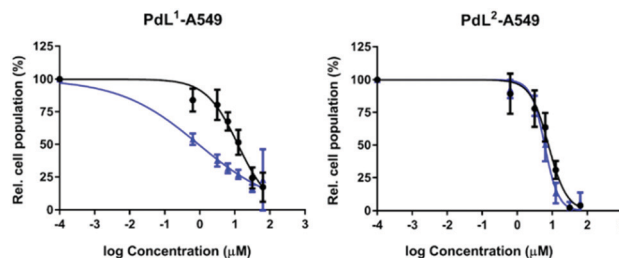 PdL¹-A549
125
100
75
50
25
0
-4 -3 -2 -1 0 1 2 3
Rel. cell population (%)
log Concentration (μM)
PdL²-A549
125
100
75
50
25
0
-4 -3 -2 -1 0 1 2
Rel. cell population (%)
log Concentration (μM)